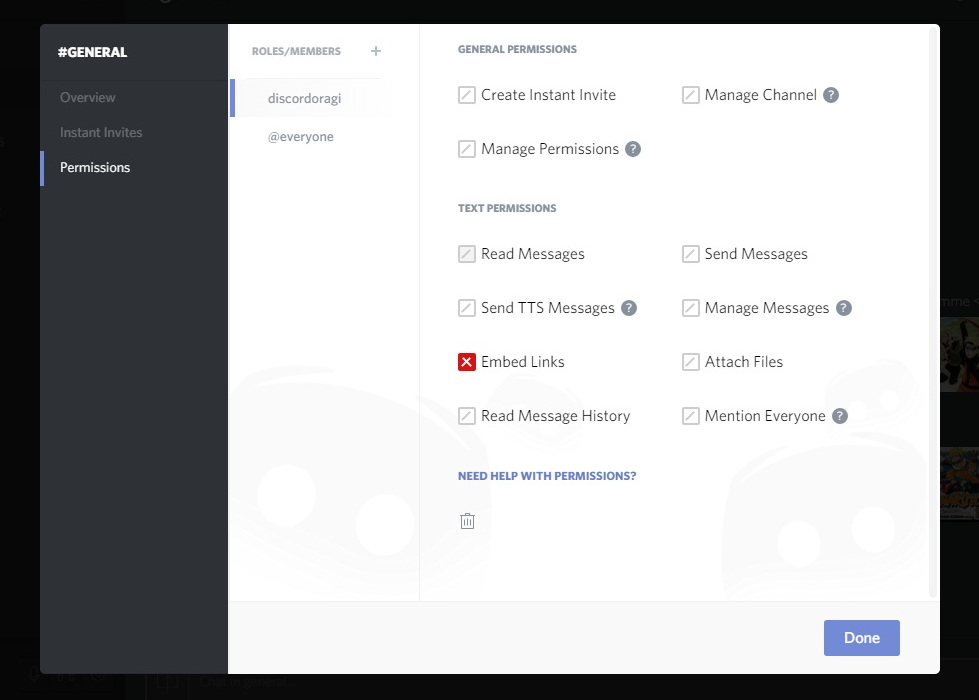 #GENERAL
Overview
Instant Invites
Permissions
ROLES/MEMBERS +
discordoragi
@everyone
GENERAL PERMISSIONS
Create Instant Invite
Manage Channel ?
Manage Permissions ?
TEXT PERMISSIONS
Read Messages
Send Messages
Send TTS Messages ?
Manage Messages ?
Embed Links
Attach Files
Read Message History
Mention Everyone ?
NEED HELP WITH PERMISSIONS?
Done